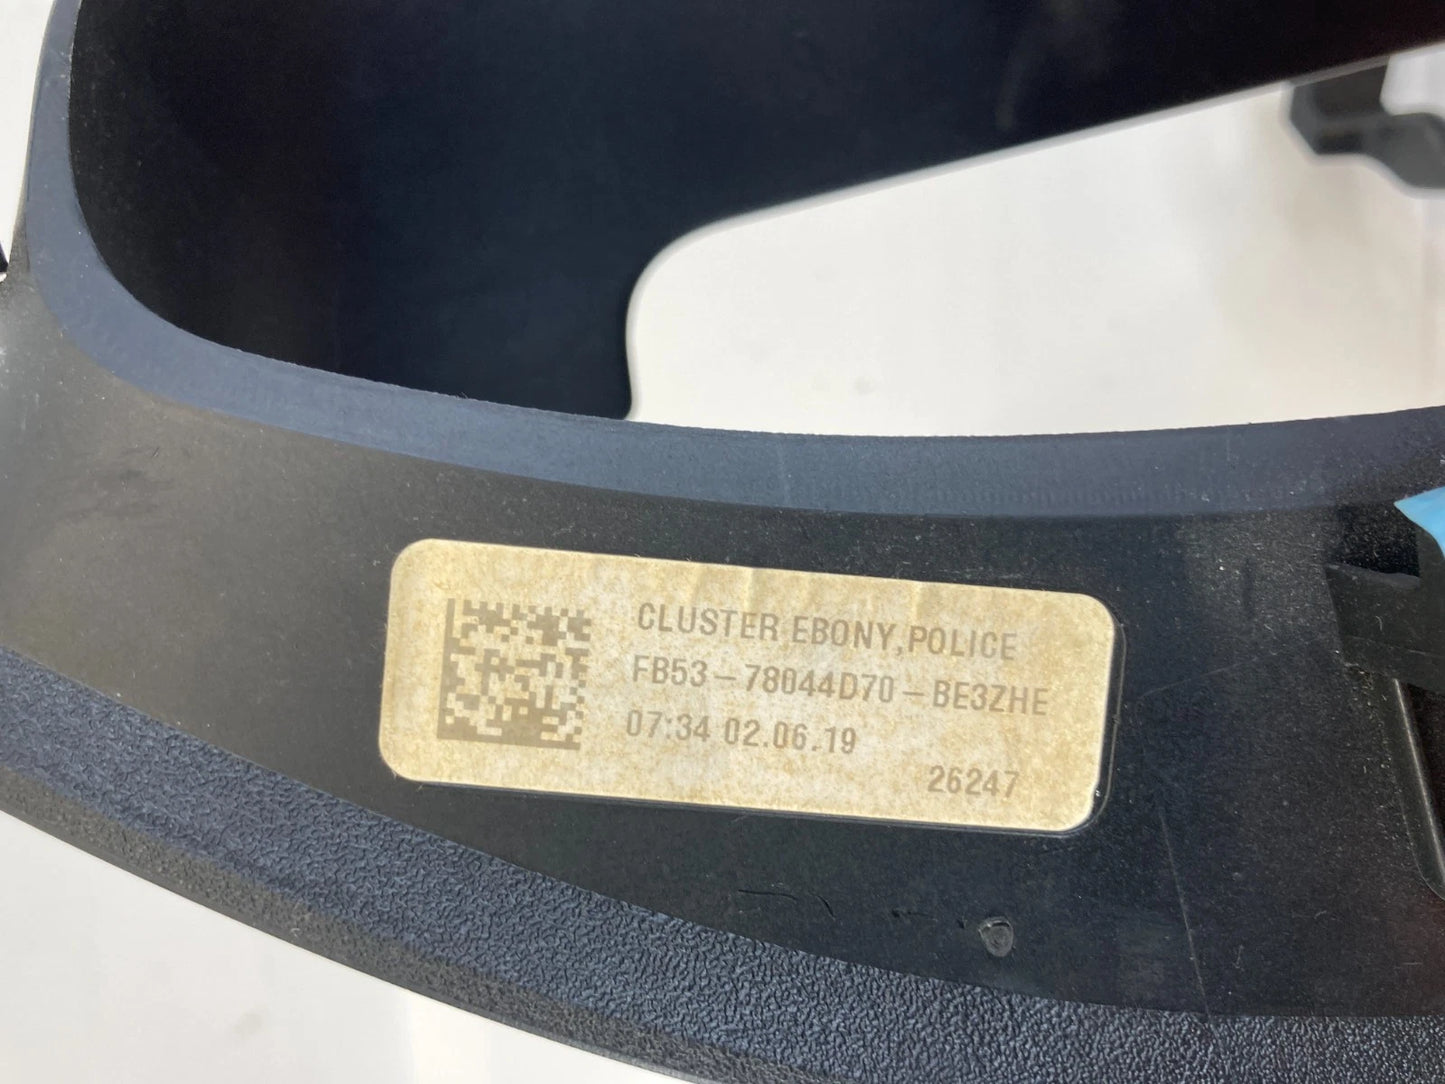 CLUSTER EBONY,POLICE
FB53-78044D70-BE3ZHE
07:34 02.06.19
26247